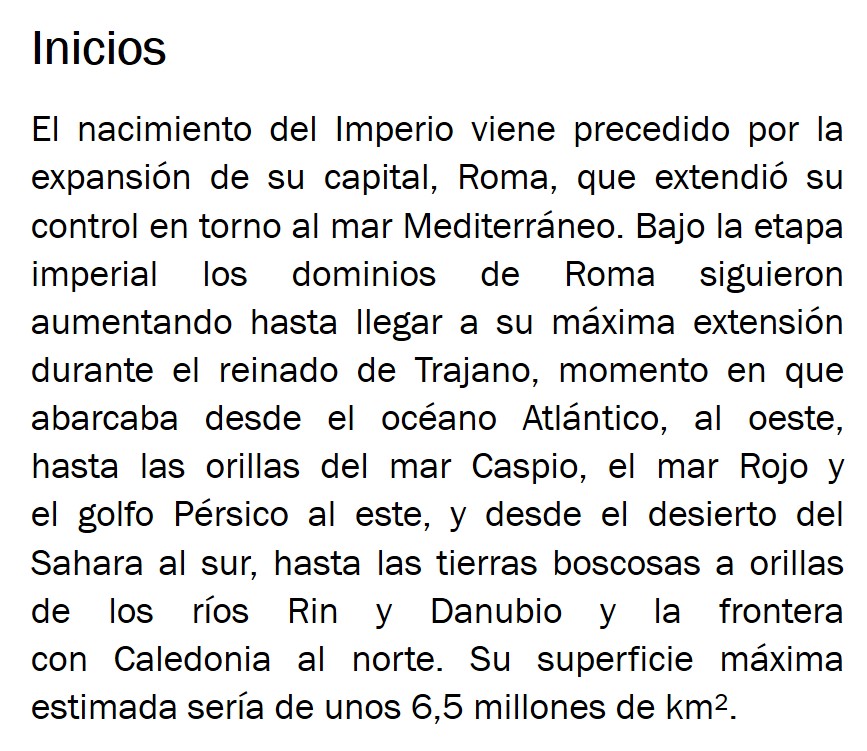 Inicios
El nacimiento del Imperio viene precedido por la
expansión de su capital, Roma, que extendió su
control en torno al mar Mediterráneo. Bajo la etapa
imperial los dominios de Roma siguieron
aumentando hasta llegar a su máxima extensión
durante el reinado de Trajano, momento en que
abarcaba desde el océano Atlántico, al oeste,
hasta las orillas del mar Caspio, el mar Rojo y
el golfo Pérsico al este, y desde el desierto del
Sahara al sur, hasta las tierras boscosas a orillas
de los ríos Rin y Danubio y la frontera
con Caledonia al norte. Su superficie máxima
estimada sería de unos 6,5 millones de km².